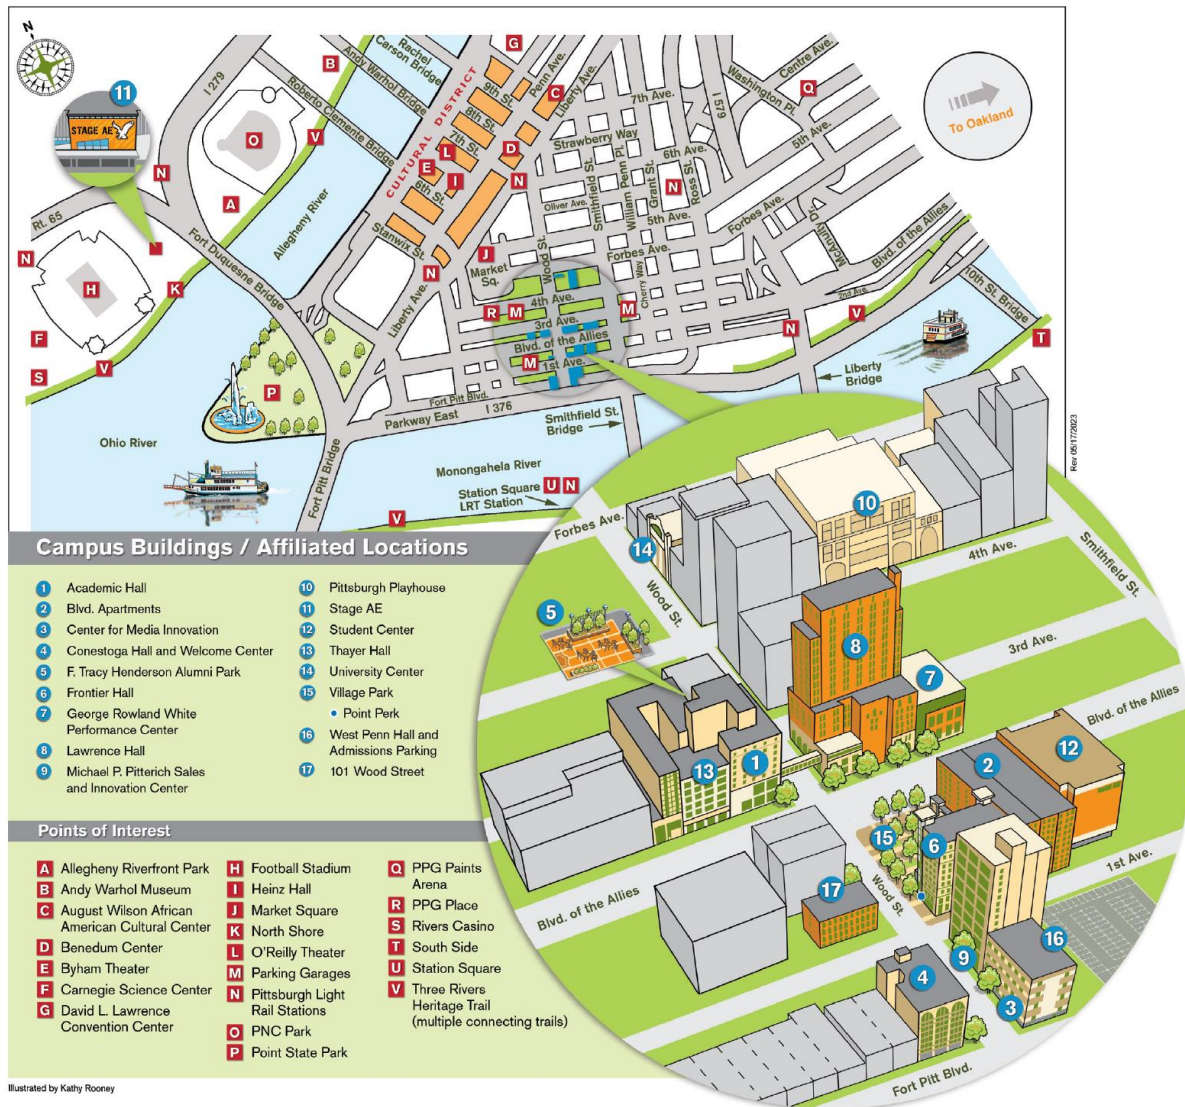 N
11
STAGE AE
I 279
Rt. 65
Roberto Clemente Bridge
Andy Warhol Bridge
Rachel
Carson Bridge
Allegheny River
Fort Duquesne Bridge
CULTURAL DISTRICT
9th St.
8th St.
7th St.
6th St.
Stanwix St.
Penn Ave.
Liberty Ave.
Liberty Ave.
Strawberry Way
7th Ave.
6th Ave.
5th Ave.
5th Ave.
Oliver Ave.
Smithfield St.
William Penn Pl.
Grant St.
Ross St.
I 579
Washington Pl.
Centre Ave.
Forbes Ave.
Forbes Ave.
McAnulty Dr.
Blvd. of the Allies
2nd Ave.
10th St. Bridge
To Oakland
Market
Sq.
Wood St.
Cherry Way
4th Ave.
3rd Ave.
Blvd. of the Allies
1st Ave.
Fort Pitt Blvd.
Parkway East I 376
Liberty
Bridge
Smithfield St.
Bridge
Ohio River
Monongahela River
Fort Pitt Bridge
Station Square U N
LRT Station
A
B
C
D
E
F
G
H
I
J
K
L
M
M
M
N
N
N
N
N
N
O
P
Q
R
S
T
V
V
V
V
Rev 05/17/2023
Forbes Ave.
Wood St.
4th Ave.
Smithfield St.
3rd Ave.
Blvd. of the Allies
1st Ave.
Blvd. of the Allies
Wood St.
Fort Pitt Blvd.
14
10
5
8
7
13
1
2
12
15
6
17
4
9
16
3
Campus Buildings / Affiliated Locations
1 Academic Hall
2 Blvd. Apartments
3 Center for Media Innovation
4 Conestoga Hall and Welcome Center
5 F. Tracy Henderson Alumni Park
6 Frontier Hall
7 George Rowland White
Performance Center
8 Lawrence Hall
9 Michael P. Pitterich Sales
and Innovation Center
10 Pittsburgh Playhouse
11 Stage AE
12 Student Center
13 Thayer Hall
14 University Center
15 Village Park
• Point Perk
16 West Penn Hall and
Admissions Parking
17 101 Wood Street
Points of Interest
A Allegheny Riverfront Park
B Andy Warhol Museum
C August Wilson African
American Cultural Center
D Benedum Center
E Byham Theater
F Carnegie Science Center
G David L. Lawrence
Convention Center
H Football Stadium
I Heinz Hall
J Market Square
K North Shore
L O'Reilly Theater
M Parking Garages
N Pittsburgh Light
Rail Stations
O PNC Park
P Point State Park
Q PPG Paints
Arena
R PPG Place
S Rivers Casino
T South Side
U Station Square
V Three Rivers
Heritage Trail
(multiple connecting trails)
Illustrated by Kathy Rooney